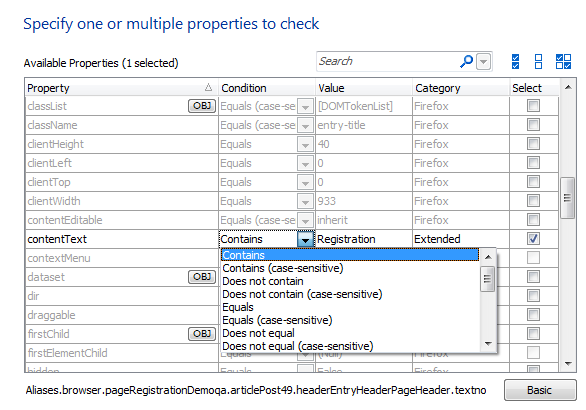 Specify one or multiple properties to check
Available Properties (1 selected) Search
Property Condition Value Category Select
classList OBJ Equals (case-se [DOMTokenList] Firefox
className Equals (case-se entry-title Firefox
clientHeight Equals 40 Firefox
clientLeft Equals 0 Firefox
clientTop Equals 0 Firefox
clientWidth Equals 933 Firefox
contentEditable Equals (case-se inherit Firefox
contentText Contains Registration Extended
contextMenu Contains
dataset OBJ Contains (case-sensitive)
dir Does not contain
draggable Does not contain (case-sensitive)
firstChild OBJ Equals
Equals (case-sensitive)
Does not equal
Does not equal (case-sensitive)
firstElementChild Equals (Null) Firefox
hidden Equals False Firefox
Aliases.browser.pageRegistrationDemoqa.articlePost49.headerEntryHeaderPageHeader.textno Basic